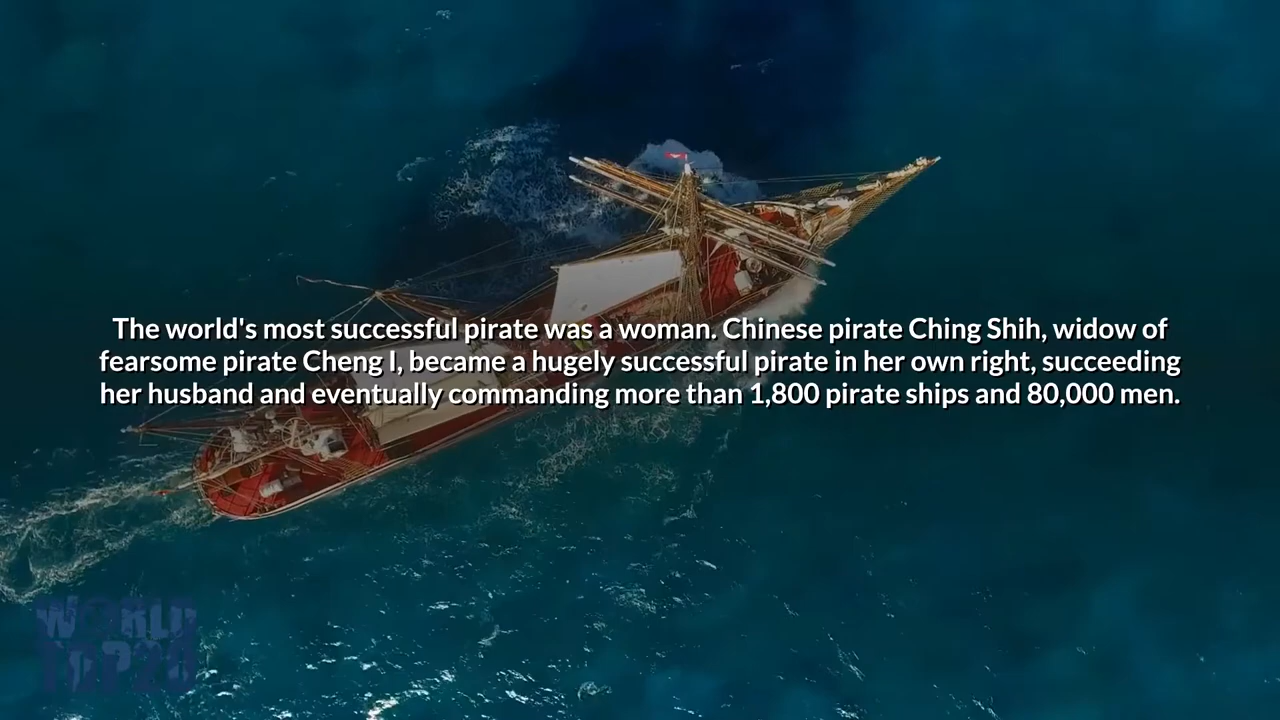 The world's most successful pirate was a woman. Chinese pirate Ching Shih, widow of
fearsome pirate Cheng I, became a hugely successful pirate in her own right, succeeding
her husband and eventually commanding more than 1,800 pirate ships and 80,000 men.
WORLD
TOP20